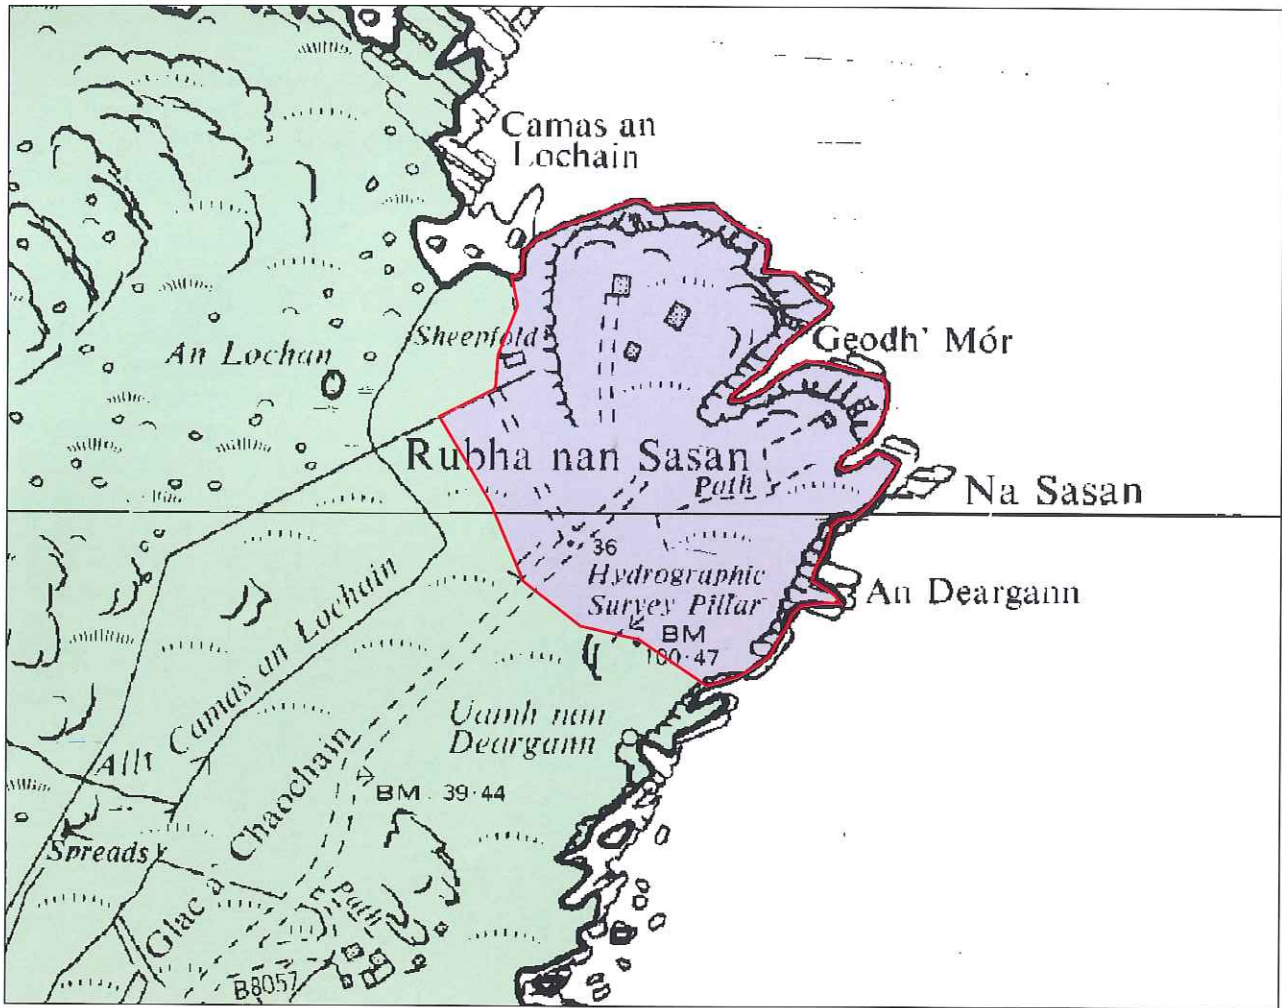 Camas an
Lochain
Sheepfold
An Lochan
Geodh' Mór
Rubha nan Sasan
Path
Na Sasan
36
Hydrographic
Survey Pillar
An Deargann
BM
100·47
Allt Camas an Lochain
Uamh nan
Deargann
BM 39·44
Glac a' Chaochain
Spreads
Path
B8057